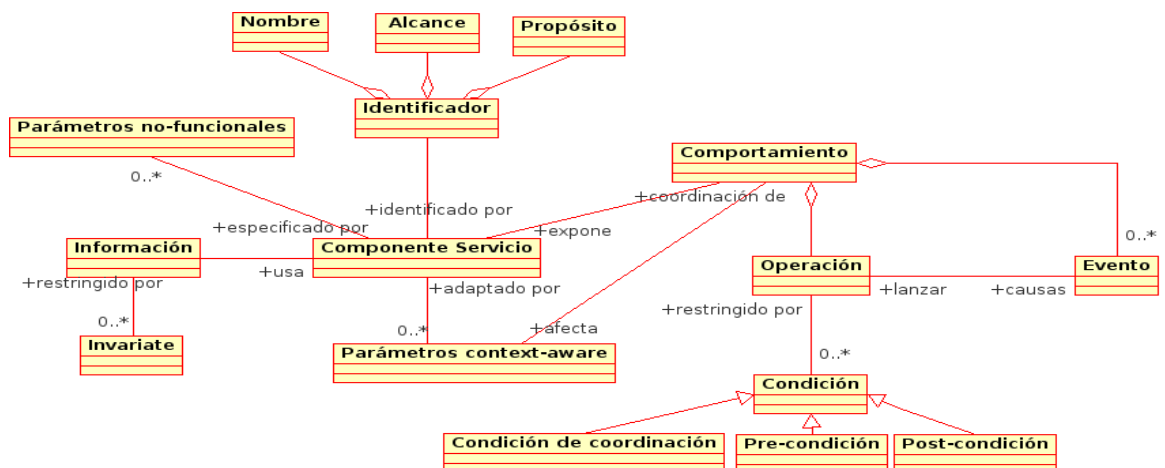 Nombre
Alcance
Propósito
Identificador
Parámetros no-funcionales
Comportamiento
0..*
+coordinación de
+identificado por
+especificado por
+expone
Información
Componente Servicio
0..*
+usa
+restringido por
+adaptado por
Operación
Evento
+lanzar
+causas
+restringido por
0..*
0..*
+afecta
Invariate
Parámetros context-aware
0..*
Condición
Condición de coordinación
Pre-condición
Post-condición